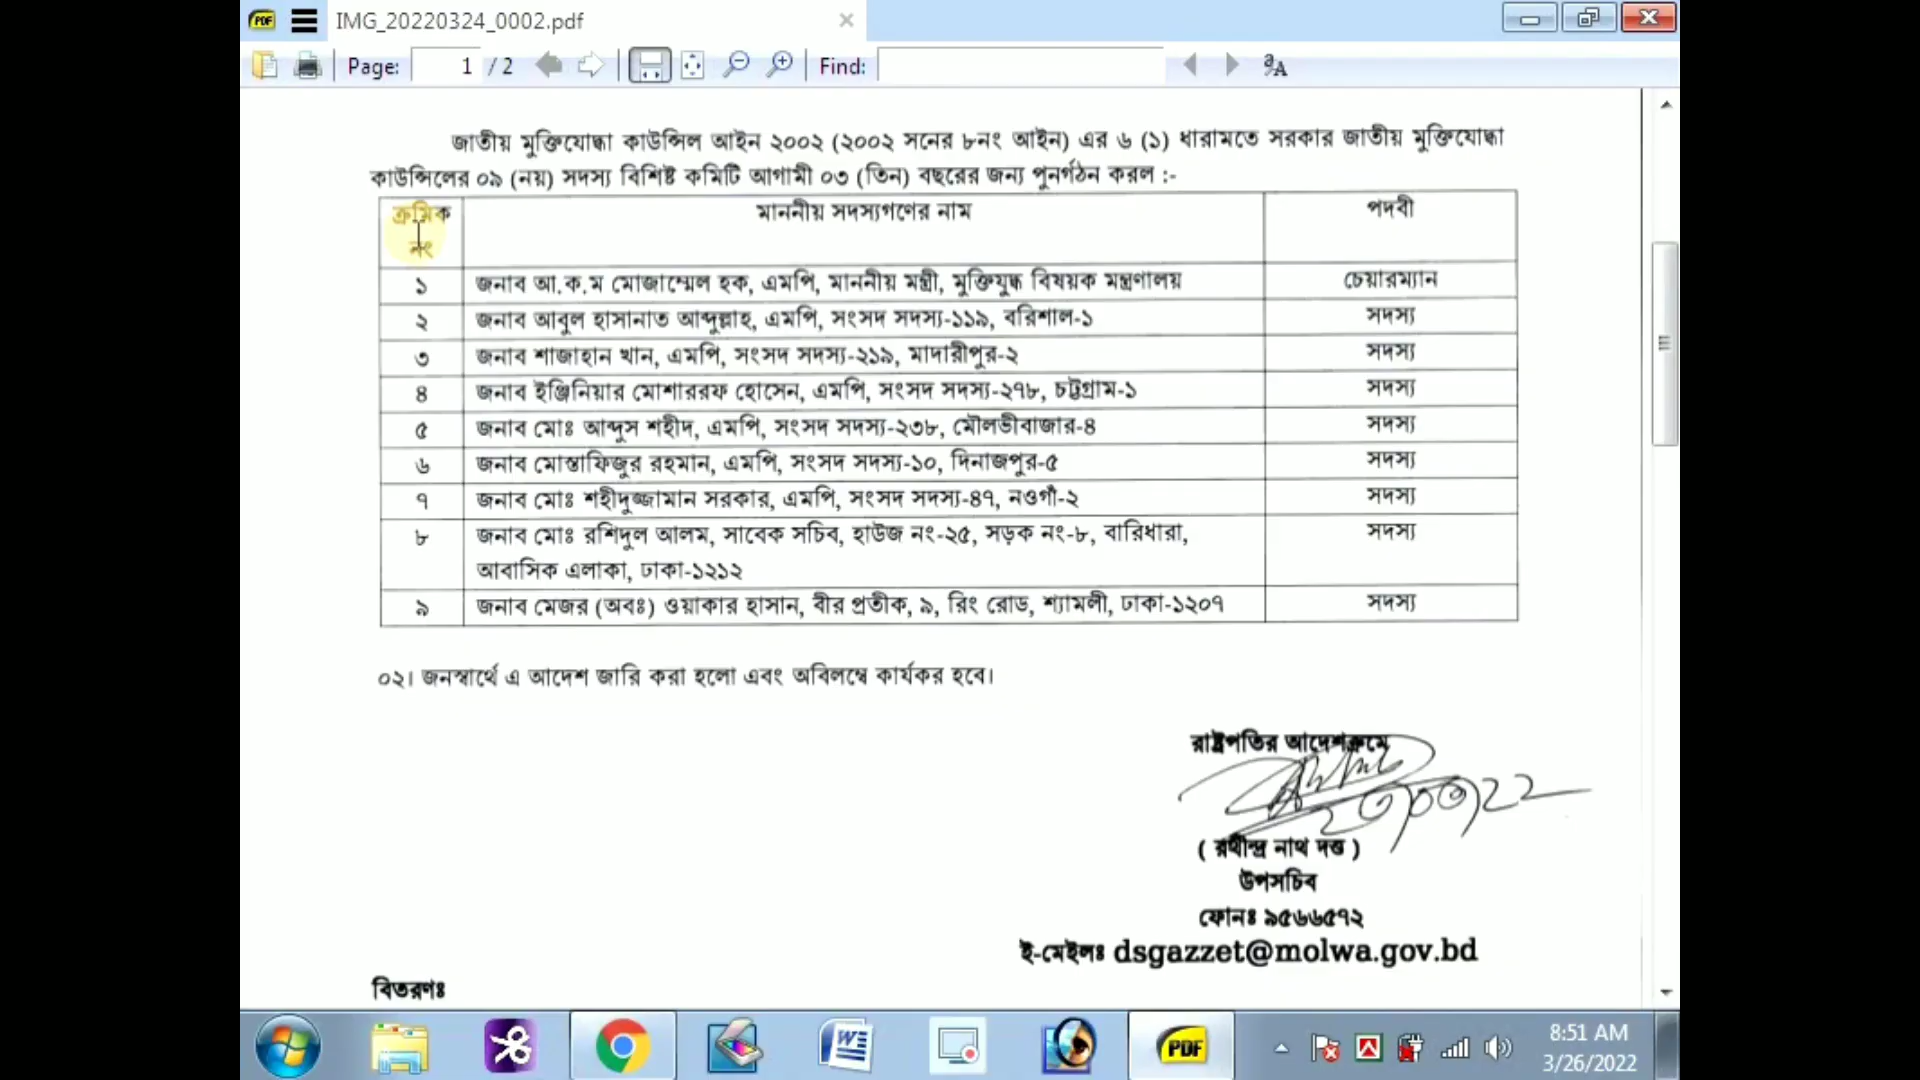 IMG_20220324_0002.pdf
Page: 1 / 2 Find:
জাতীয় মুক্তিযোদ্ধা কাউন্সিল আইন ২০০২ (২০০২ সনের ৮নং আইন) এর ৬ (১) ধারামতে সরকার জাতীয় মুক্তিযোদ্ধা
কাউন্সিলের ০৯ (নয়) সদস্য বিশিষ্ট কমিটি আগামী ০৩ (তিন) বছরের জন্য পুনর্গঠন করল :-
ক্রমিক নং মাননীয় সদস্যগণের নাম পদবী
১ জনাব আ.ক.ম মোজাম্মেল হক, এমপি, মাননীয় মন্ত্রী, মুক্তিযুদ্ধ বিষয়ক মন্ত্রণালয় চেয়ারম্যান
২ জনাব আবুল হাসানাত আব্দুল্লাহ, এমপি, সংসদ সদস্য-১১৯, বরিশাল-১ সদস্য
৩ জনাব শাজাহান খান, এমপি, সংসদ সদস্য-২১৯, মাদারীপুর-২ সদস্য
৪ জনাব ইঞ্জিনিয়ার মোশাররফ হোসেন, এমপি, সংসদ সদস্য-২৭৮, চট্টগ্রাম-১ সদস্য
৫ জনাব মোঃ আব্দুস শহীদ, এমপি, সংসদ সদস্য-২৩৮, মৌলভীবাজার-৪ সদস্য
৬ জনাব মোস্তাফিজুর রহমান, এমপি, সংসদ সদস্য-১০, দিনাজপুর-৫ সদস্য
৭ জনাব মোঃ শহীদুজ্জামান সরকার, এমপি, সংসদ সদস্য-৪৭, নওগাঁ-২ সদস্য
৮ জনাব মোঃ রশিদুল আলম, সাবেক সচিব, হাউজ নং-২৫, সড়ক নং-৮, বারিধারা, সদস্য
আবাসিক এলাকা, ঢাকা-১২১২
৯ জনাব মেজর (অবঃ) ওয়াকার হাসান, বীর প্রতীক, ৯, রিং রোড, শ্যামলী, ঢাকা-১২০৭ সদস্য
০২। জনস্বার্থে এ আদেশ জারি করা হলো এবং অবিলম্বে কার্যকর হবে।
রাষ্ট্রপতির আদেশক্রমে
( রথীন্দ্র নাথ দত্ত )
উপসচিব
ফোনঃ ৯৫৬৬৫৭২
ই-মেইলঃ dsgazzet@molwa.gov.bd
বিতরণঃ
PDF
8:51 AM
3/26/2022